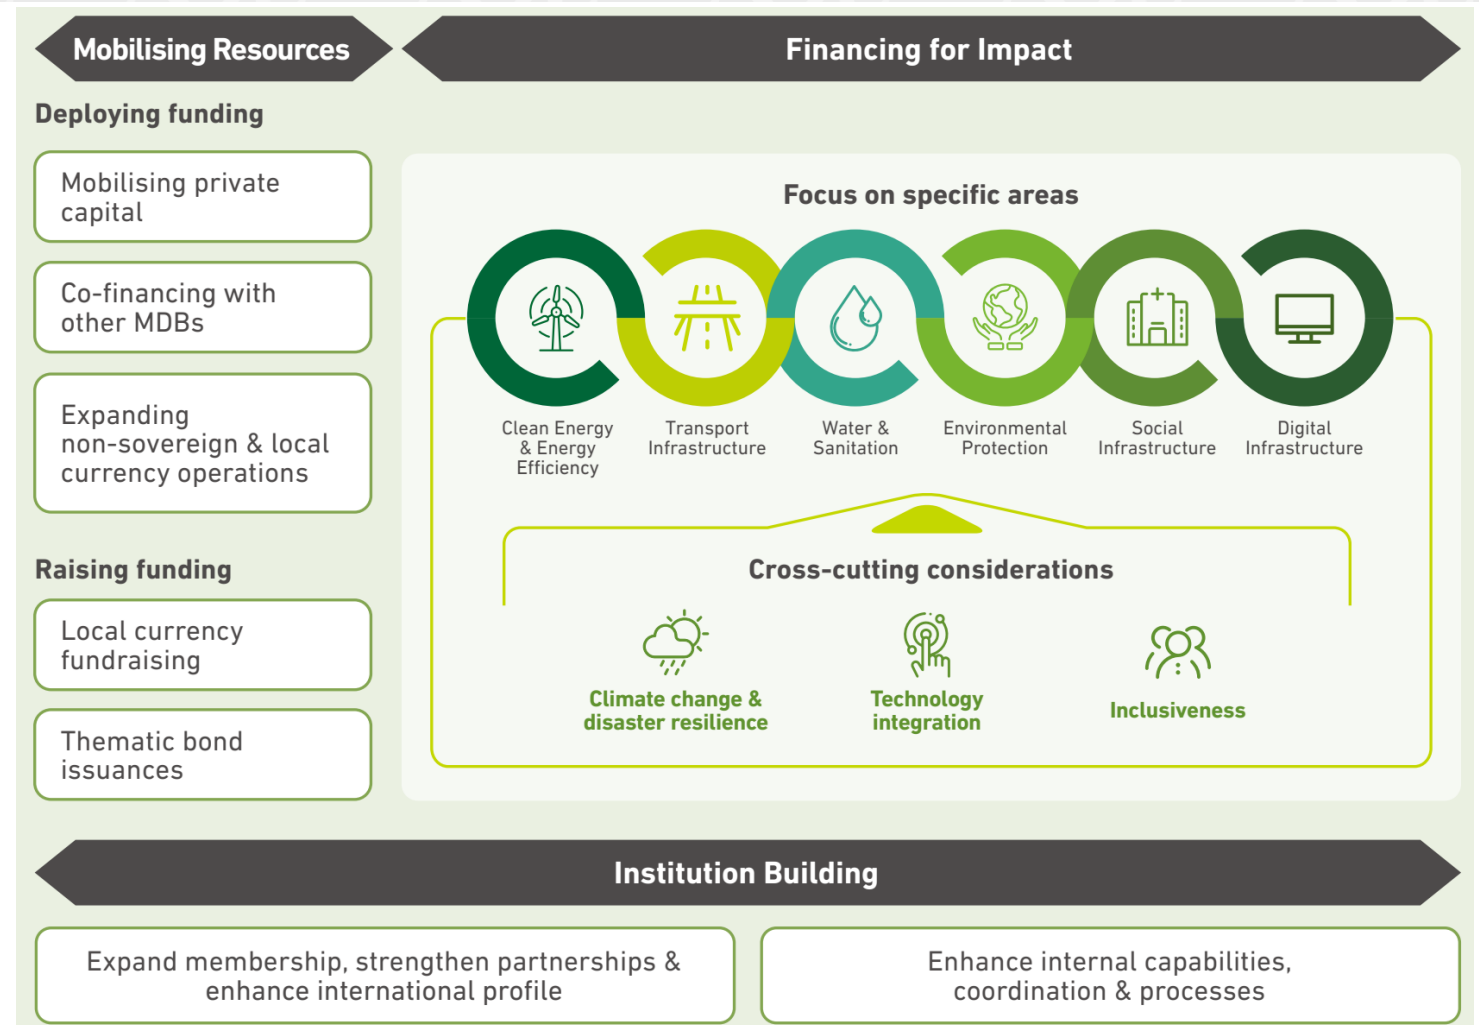 Mobilising Resources
Financing for Impact
Deploying funding
Mobilising private
capital
Co-financing with
other MDBs
Expanding
non-sovereign & local
currency operations
Raising funding
Local currency
fundraising
Thematic bond
issuances
Focus on specific areas
Clean Energy
& Energy
Efficiency
Transport
Infrastructure
Water &
Sanitation
Environmental
Protection
Social
Infrastructure
Digital
Infrastructure
Cross-cutting considerations
Climate change &
disaster resilience
Technology
integration
Inclusiveness
Institution Building
Expand membership, strengthen partnerships &
enhance international profile
Enhance internal capabilities,
coordination & processes